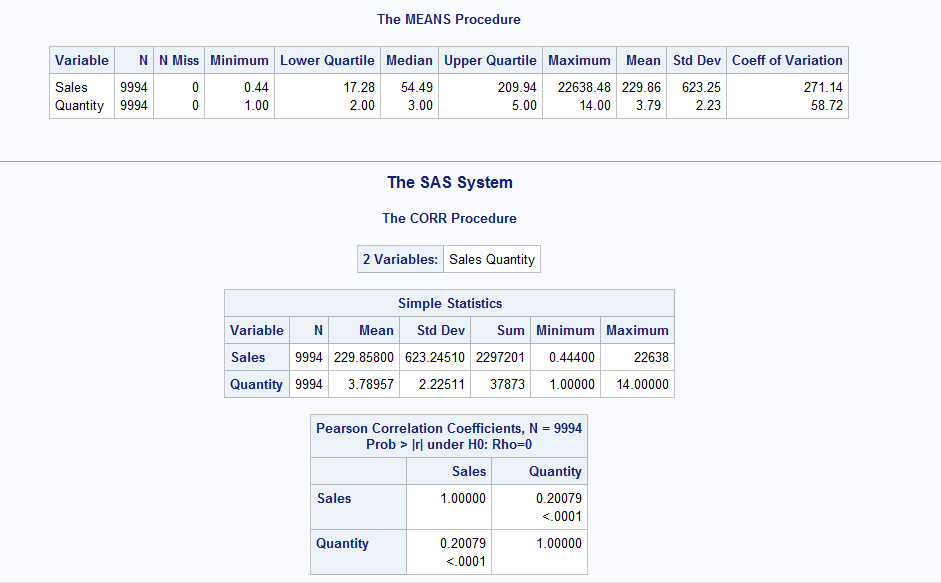 The MEANS Procedure
Variable N N Miss Minimum Lower Quartile Median Upper Quartile Maximum Mean Std Dev Coeff of Variation
Sales 9994 0 0.44 17.28 54.49 209.94 22638.48 229.86 623.25 271.14
Quantity 9994 0 1.00 2.00 3.00 5.00 14.00 3.79 2.23 58.72
The SAS System
The CORR Procedure
2 Variables: Sales Quantity
Simple Statistics
Variable N Mean Std Dev Sum Minimum Maximum
Sales 9994 229.85800 623.24510 2297201 0.44400 22638
Quantity 9994 3.78957 2.22511 37873 1.00000 14.00000
Pearson Correlation Coefficients, N = 9994
Prob > |r| under H0: Rho=0
Sales Quantity
Sales 1.00000 0.20079
<.0001
Quantity 0.20079 1.00000
<.0001